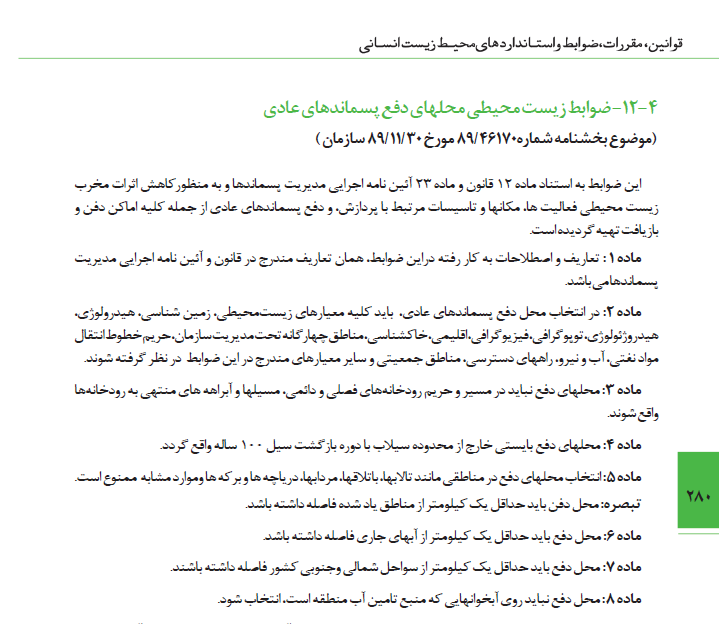 قوانین، مقررات، ضوابط و استانداردهای محیط زیست انسانی
۱۲-۴- ضوابط زیست محیطی محلهای دفع پسماندهای عادی
(موضوع بخشنامه شماره ۸۹/۴۶۱۷۰ مورخ ۸۹/۱۱/۳۰ سازمان)
این ضوابط به استناد ماده ۱۲ قانون و ماده ۲۳ آئین نامه اجرایی مدیریت پسماندها و به منظور کاهش اثرات مخرب
زیست محیطی فعالیت ها، مکانها و تاسیسات مرتبط با پردازش، و دفع پسماندهای عادی از جمله کلیه اماکن دفن و
بازیافت تهیه گردیده است.
ماده ۱: تعاریف و اصطلاحات به کار رفته در این ضوابط، همان تعاریف مندرج در قانون و آئین نامه اجرایی مدیریت
پسماندها می باشد.
ماده ۲: در انتخاب محل دفع پسماندهای عادی، باید کلیه معیارهای زیست‌محیطی، زمین شناسی، هیدرولوژی،
هیدروژئولوژی، توپوگرافی، فیزیوگرافی، اقلیمی، خاکشناسی، مناطق چهارگانه تحت مدیریت سازمان، حریم خطوط انتقال
مواد نفتی، آب و نیرو، راههای دسترسی، مناطق جمعیتی و سایر معیارهای مندرج در این ضوابط در نظر گرفته شوند.
ماده ۳: محلهای دفع نباید در مسیر و حریم رودخانه‌های فصلی و دائمی، مسیلها و آبراهه های منتهی به رودخانه‌ها
واقع شوند.
ماده ۴: محلهای دفع بایستی خارج از محدوده سیلاب با دوره بازگشت سیل ۱۰۰ ساله واقع گردد.
ماده ۵: انتخاب محلهای دفع در مناطقی مانند تالابها، باتلاقها، مردابها، دریاچه ها و برکه ها و موارد مشابه ممنوع است.
تبصره: محل دفن باید حداقل یک کیلومتر از مناطق یاد شده فاصله داشته باشد.
ماده ۶: محل دفع باید حداقل یک کیلومتر از آبهای جاری فاصله داشته باشد.
ماده ۷: محل دفع باید حداقل یک کیلومتر از سواحل شمالی وجنوبی کشور فاصله داشته باشند.
ماده ۸: محل دفع نباید روی آبخوانهایی که منبع تامین آب منطقه است، انتخاب شود.
۲۸۰